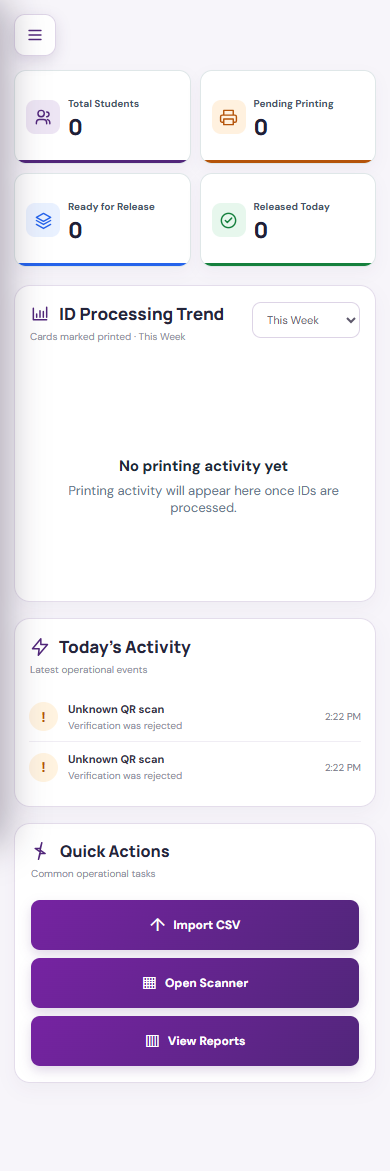 Total Students
0
Pending Printing
0
Ready for Release
0
Released Today
0
ID Processing Trend
Cards marked printed · This Week
This Week
No printing activity yet
Printing activity will appear here once IDs are
processed.
Today's Activity
Latest operational events
!
Unknown QR scan
Verification was rejected
2:22 PM
!
Unknown QR scan
Verification was rejected
2:22 PM
Quick Actions
Common operational tasks
Import CSV
Open Scanner
View Reports